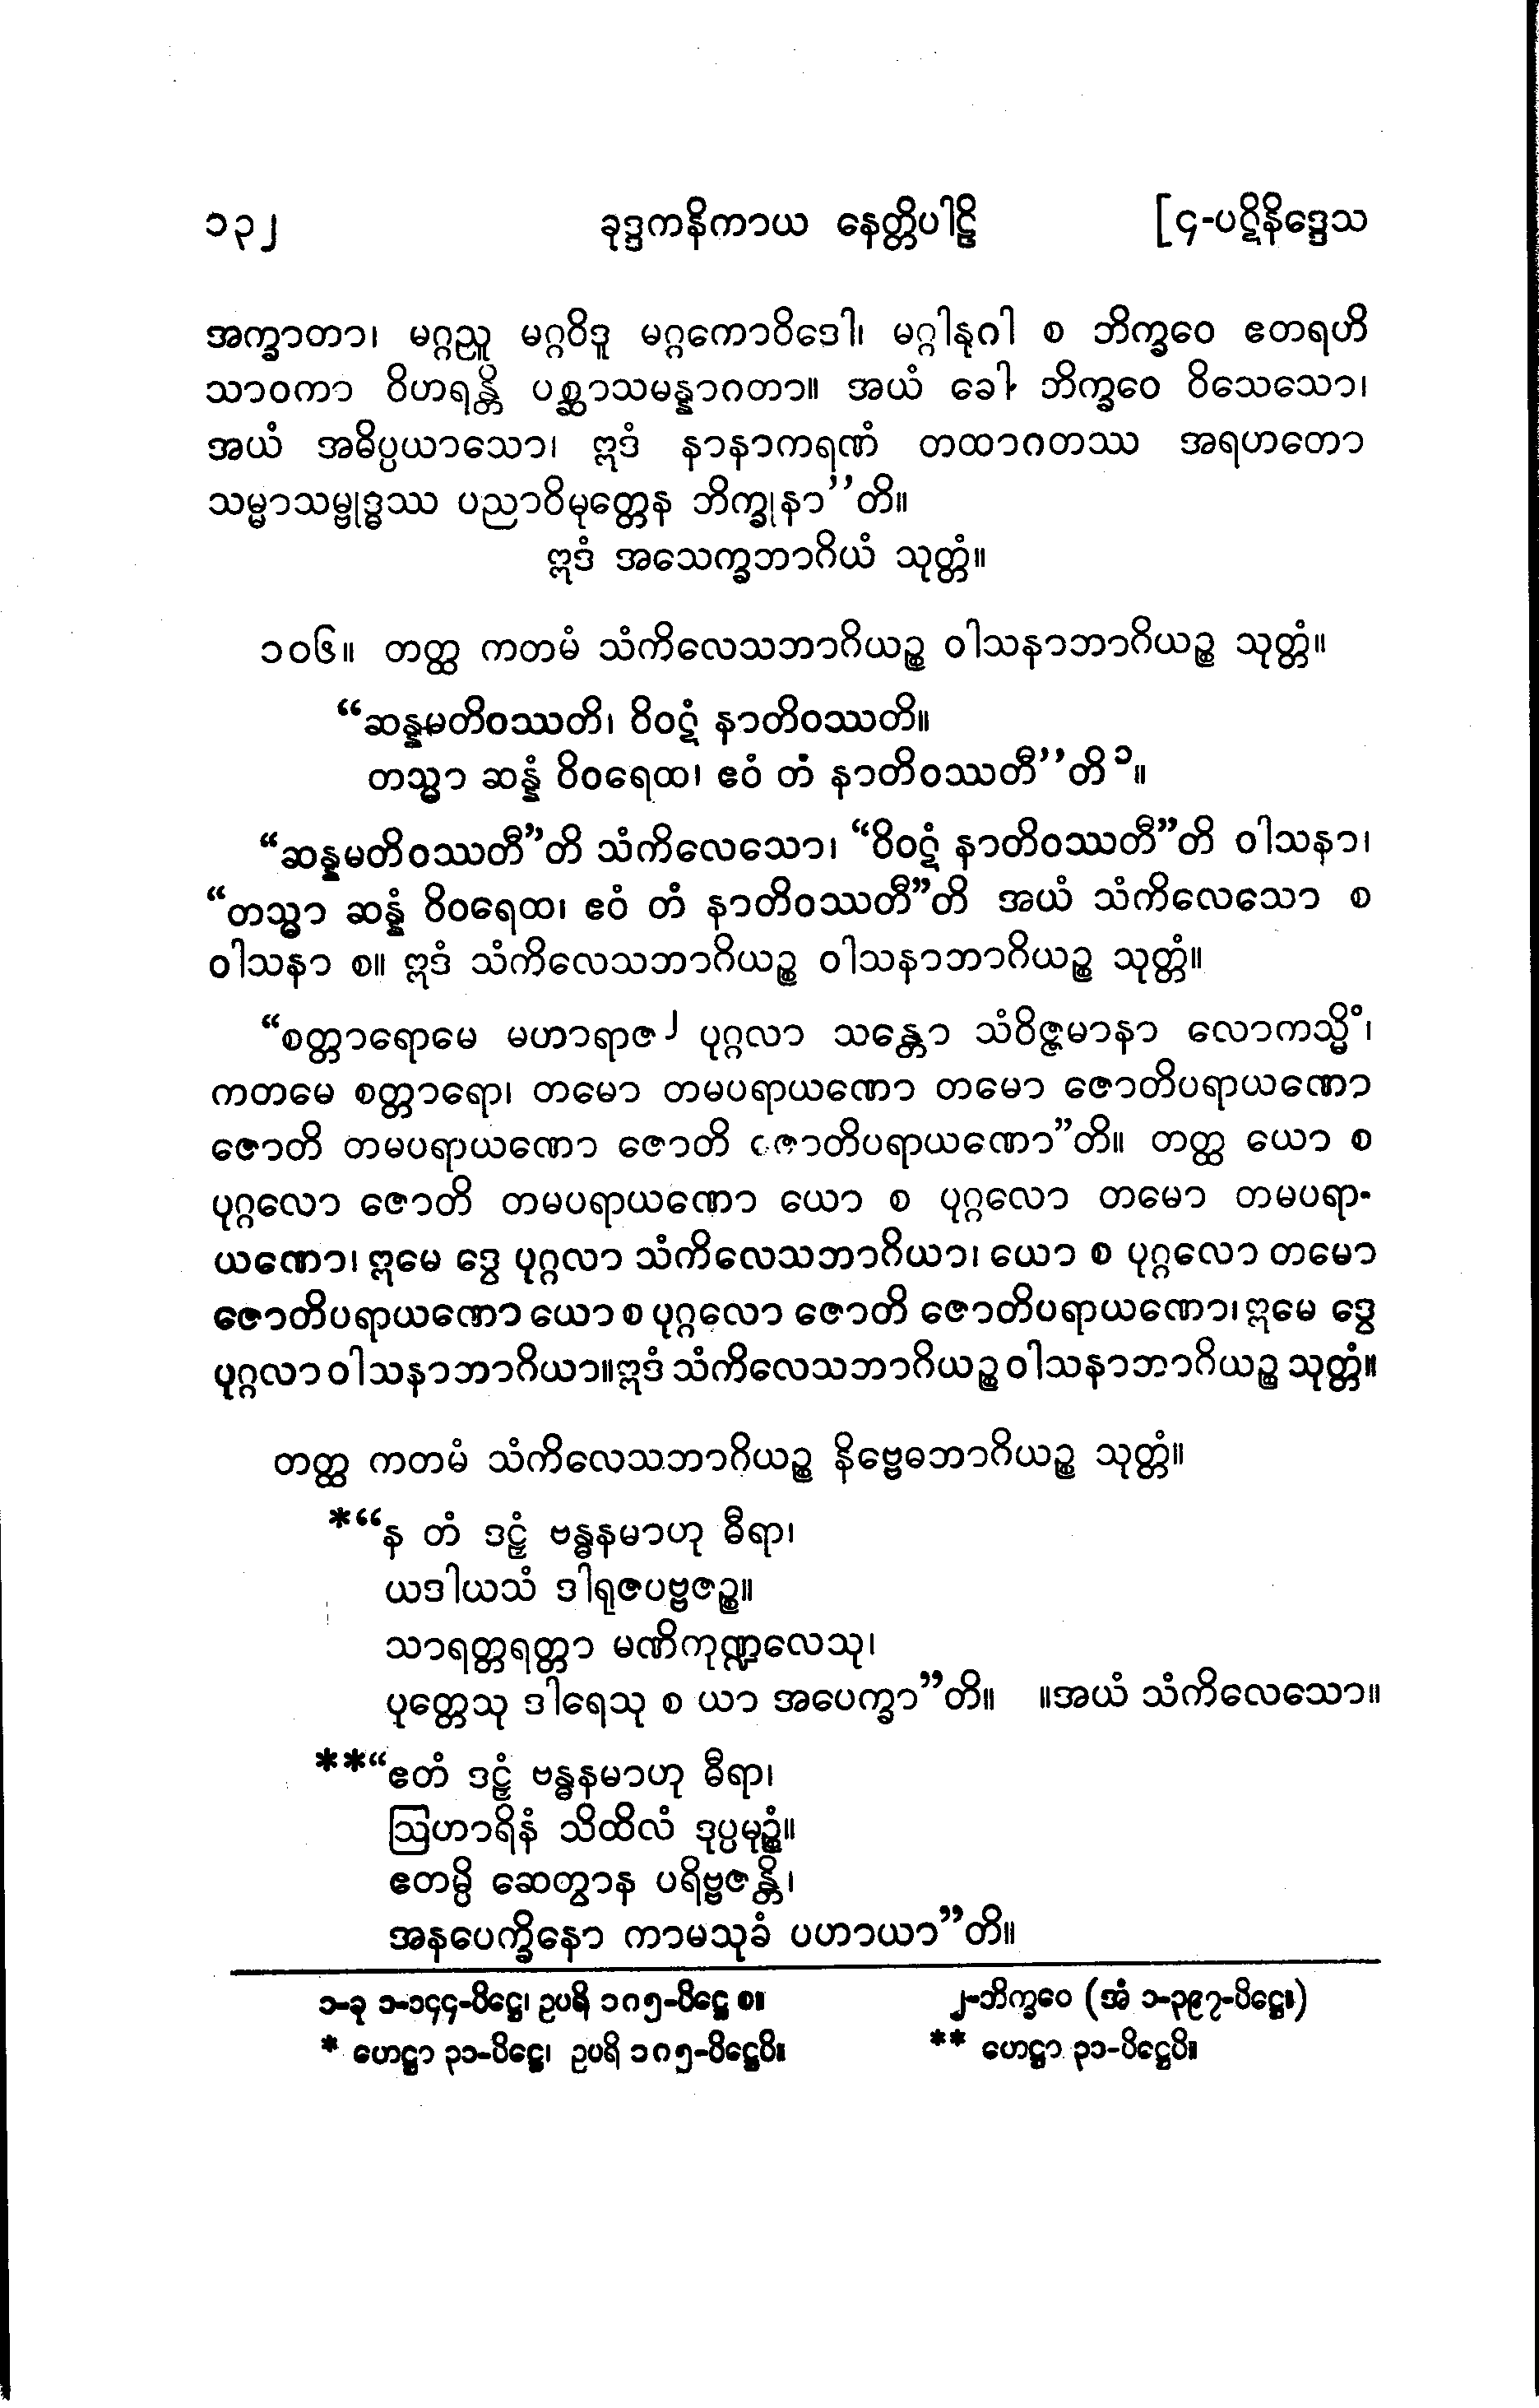 ၁၃၂ ခုဒ္ဒကနိကာယ နေတ္တိပါဠိ [၄-ပဋိနိဒ္ဒေသ
အက္ခာတာ၊ မဂ္ဂညူ မဂ္ဂဝိဒူ မဂ္ဂကောဝိဒေါ၊ မဂ္ဂါနုဂါ စ ဘိက္ခဝေ ဧတရဟိ
သာဝကာ ဝိဟရန္တိ ပစ္ဆာသမန္နာဂတာ။ အယံ ခေါ ဘိက္ခဝေ ဝိသေသော၊
အယံ အဓိပ္ပယာသော၊ ဣဒံ နာနာကရဏံ တထာဂတဿ အရဟတော
သမ္မာသမ္ဗုဒ္ဓဿ ပညာဝိမုတ္တေန ဘိက္ခုနာ’’တိ။
ဣဒံ အသေက္ခဘာဂိယံ သုတ္တံ။
၁၀၆။ တတ္ထ ကတမံ သံကိလေသဘာဂိယဉ္စ ဝါသနာဘာဂိယဉ္စ သုတ္တံ။
“ဆန္နမတိဝဿတိ၊ ဝိဝဋံ နာတိဝဿတိ။
တသ္မာ ဆန္နံ ဝိဝရေထ၊ ဧဝံ တံ နာတိဝဿတီ’’တိ၁။
“ဆန္နမတိဝဿတီ”တိ သံကိလေသော၊ “ဝိဝဋံ နာတိဝဿတီ”တိ ဝါသနာ၊
“တသ္မာ ဆန္နံ ဝိဝရေထ၊ ဧဝံ တံ နာတိဝဿတီ”တိ အယံ သံကိလေသော စ
ဝါသနာ စ။ ဣဒံ သံကိလေသဘာဂိယဉ္စ ဝါသနာဘာဂိယဉ္စ သုတ္တံ။
“စတ္တာရောမေ မဟာရာဇ၂ ပုဂ္ဂလာ သန္တော သံဝိဇ္ဇမာနာ လောကသ္မိံ၊
ကတမေ စတ္တာရော၊ တမော တမပရာယဏော တမော ဇောတိပရာယဏော
ဇောတိ တမပရာယဏော ဇောတိ ဇောတိပရာယဏော”တိ။ တတ္ထ ယော စ
ပုဂ္ဂလော ဇောတိ တမပရာယဏော ယော စ ပုဂ္ဂလော တမော တမပရာ-
ယဏော၊ ဣမေ ဒွေ ပုဂ္ဂလာ သံကိလေသဘာဂိယာ၊ ယော စ ပုဂ္ဂလော တမော
ဇောတိပရာယဏော ယော စ ပုဂ္ဂလော ဇောတိ ဇောတိပရာယဏော၊ ဣမေ ဒွေ
ပုဂ္ဂလာ ဝါသနာဘာဂိယာ။ ဣဒံ သံကိလေသဘာဂိယဉ္စ ဝါသနာဘာဂိယဉ္စ သုတ္တံ။
တတ္ထ ကတမံ သံကိလေသဘာဂိယဉ္စ နိဗ္ဗေဓဘာဂိယဉ္စ သုတ္တံ။
*“န တံ ဒဠှံ ဗန္ဓနမာဟု ဓီရာ၊
ယဒါယသံ ဒါရုဇပဗ္ဗဇဉ္စ။
သာရတ္တရတ္တာ မဏိကုဏ္ဍလေသု၊
ပုတ္တေသု ဒါရေသု စ ယာ အပေက္ခာ”တိ။ ။အယံ သံကိလေသော။
**“ဧတံ ဒဠှံ ဗန္ဓနမာဟု ဓီရာ၊
ဩဟာရိနံ သိထိလံ ဒုပ္ပမုဉ္စံ။
ဧတမ္ပိ ဆေတွာန ပရိဗ္ဗဇန္တိ၊
အနပေက္ခိနော ကာမသုခံ ပဟာယာ”တိ။
၁-ခု ၁-၁၄၄-ပိဋ္ဌေ၊ ဥပရိ ၁၈၅-ပိဋ္ဌေ စ။ ၂-ဘိက္ခဝေ (အံ ၁-၃၉၇-ပိဋ္ဌေ။)
* ဟေဋ္ဌာ ၃၁-ပိဋ္ဌေ၊ ဥပရိ ၁၈၅-ပိဋ္ဌေပိ။ ** ဟေဋ္ဌာ ၃၁-ပိဋ္ဌေပိ။